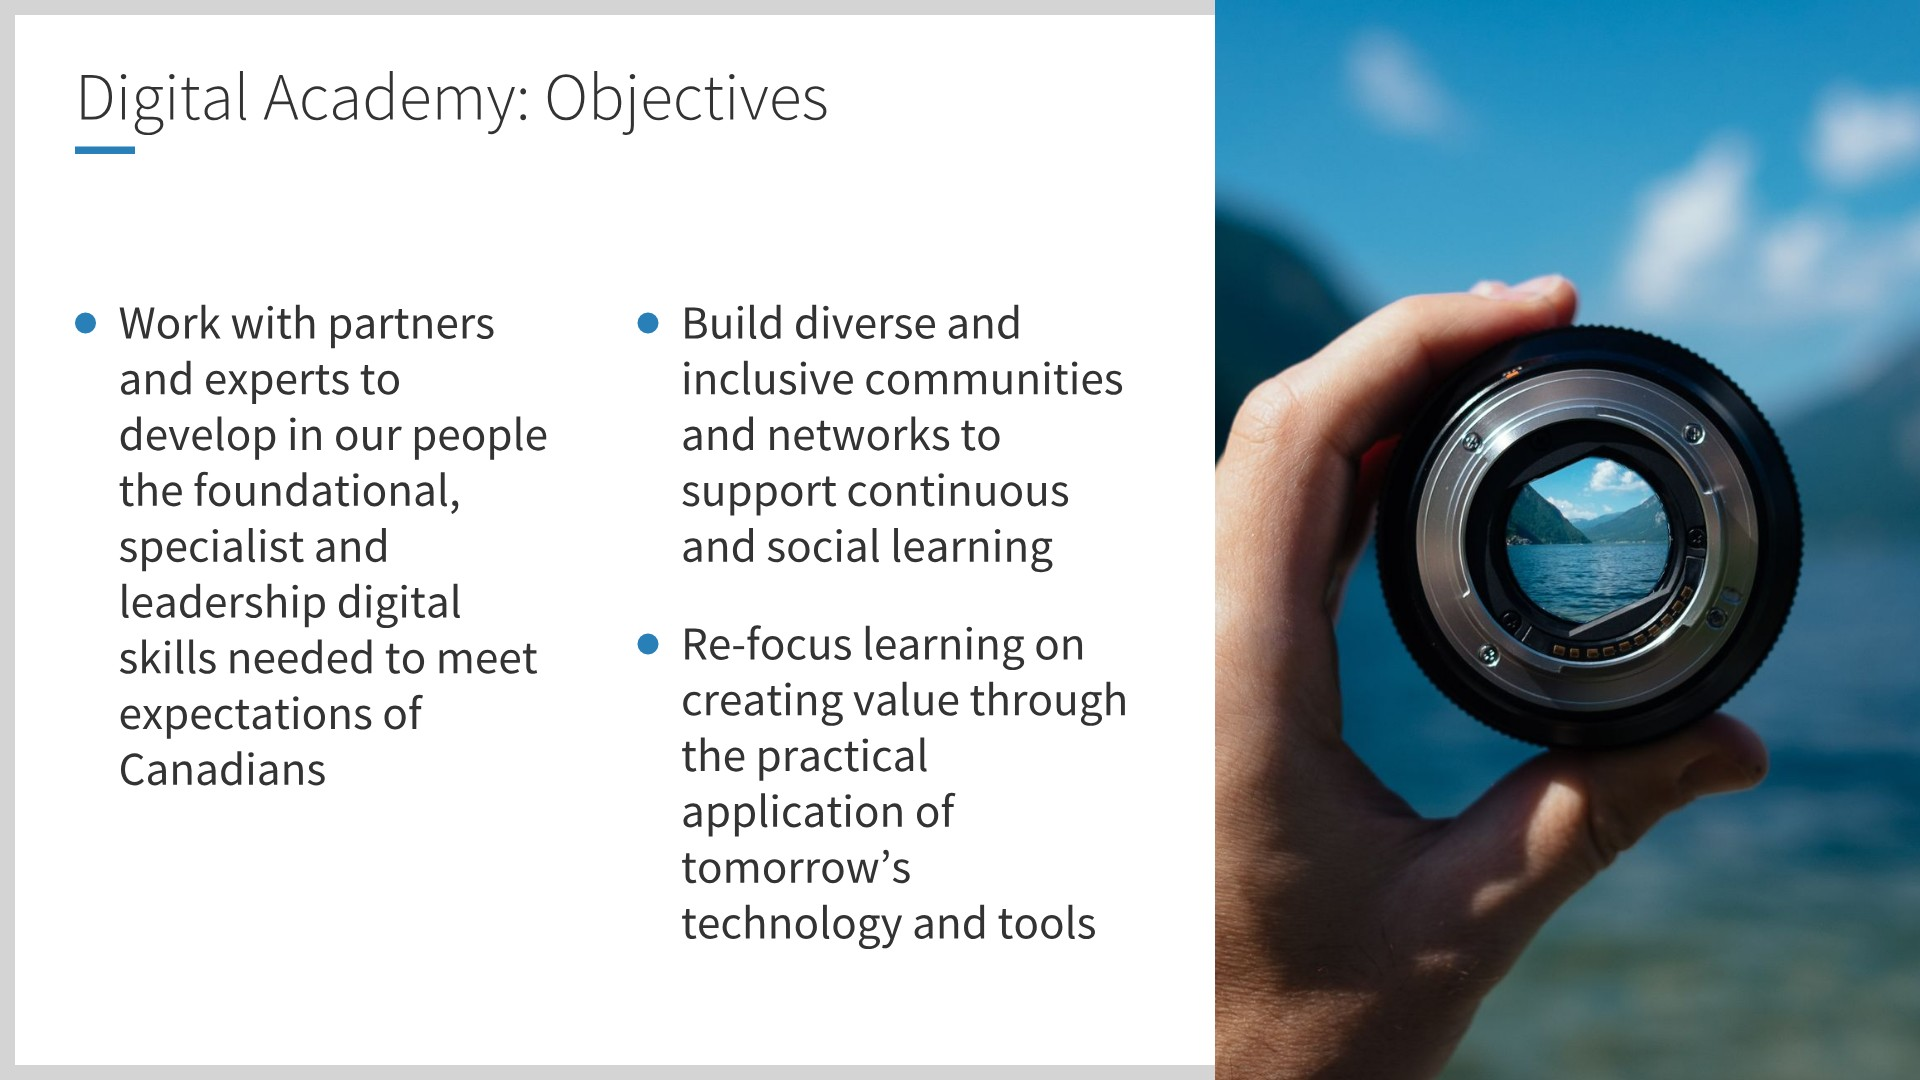 Digital Academy: Objectives
Work with partners
and experts to
develop in our people
the foundational,
specialist and
leadership digital
skills needed to meet
expectations of
Canadians
Build diverse and
inclusive communities
and networks to
support continuous
and social learning
Re-focus learning on
creating value through
the practical
application of
tomorrow’s
technology and tools